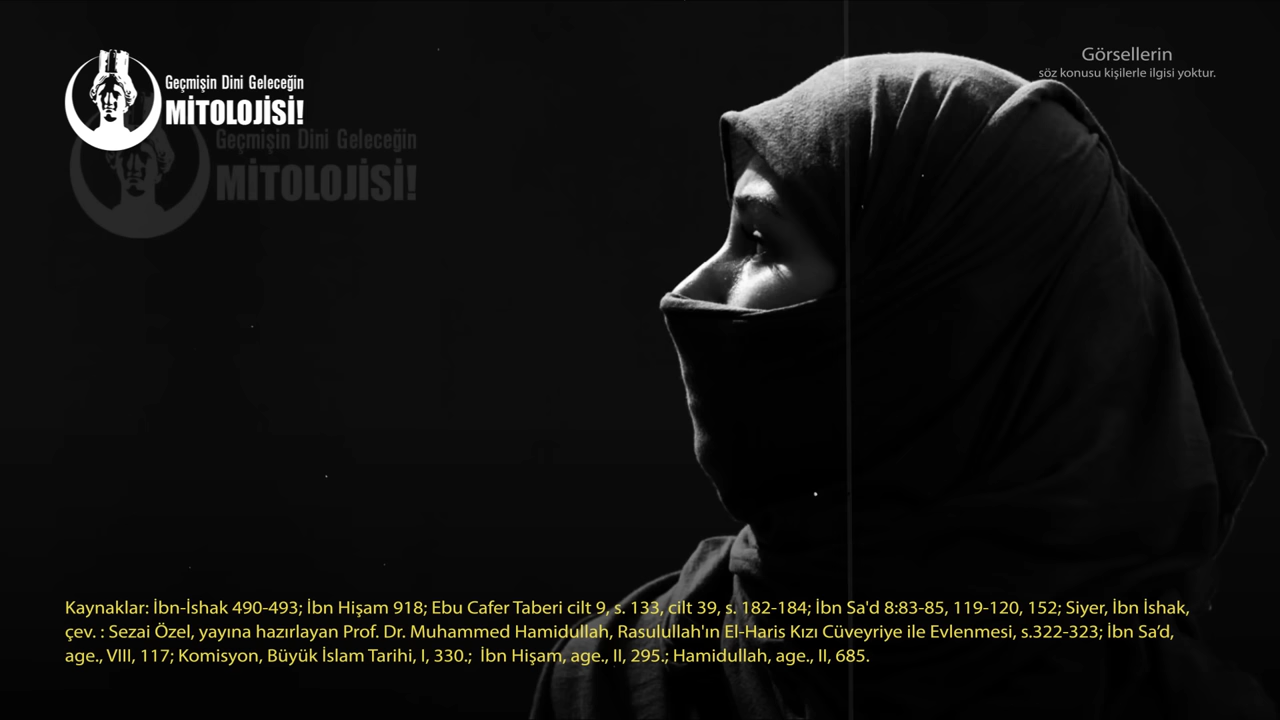 Geçmişin Dini Geleceğin
MİTOLOJİSİ!
Geçmişin Dini Geleceğin
MİTOLOJİSİ!
Görsellerin
söz konusu kişilerle ilgisi yoktur.
Kaynaklar: İbn-İshak 490-493; İbn Hişam 918; Ebu Cafer Taberi cilt 9, s. 133, cilt 39, s. 182-184; İbn Sa'd 8:83-85, 119-120, 152; Siyer, İbn İshak,
çev. : Sezai Özel, yayına hazırlayan Prof. Dr. Muhammed Hamidullah, Rasulullah'ın El-Haris Kızı Cüveyriye ile Evlenmesi, s.322-323; İbn Sa’d,
age., VIII, 117; Komisyon, Büyük İslam Tarihi, I, 330.; İbn Hişam, age., II, 295.; Hamidullah, age., II, 685.